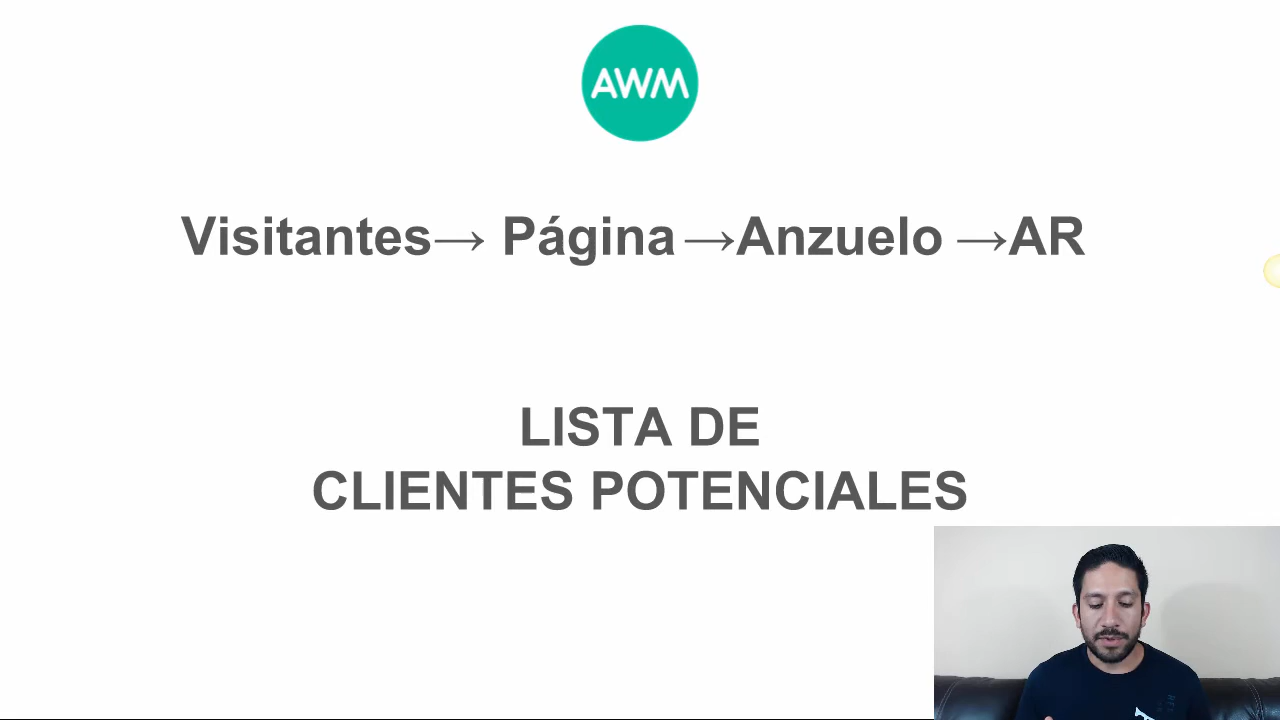 AWM
Visitantes→ Página →Anzuelo →AR
LISTA DE
CLIENTES POTENCIALES